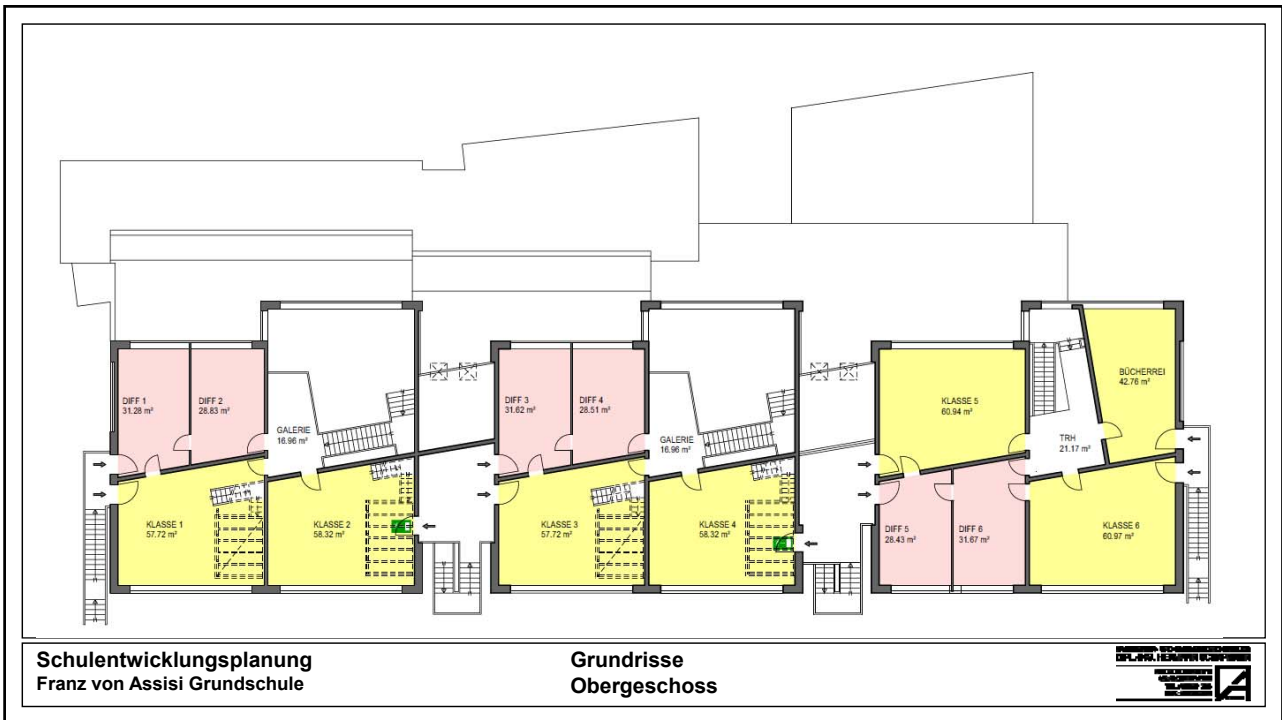 DIFF 1
31.28 m²
DIFF 2
28.83 m²
GALERIE
16.96 m²
KLASSE 1
57.72 m²
KLASSE 2
58.32 m²
DIFF 3
31.62 m²
DIFF 4
28.51 m²
GALERIE
16.96 m²
KLASSE 3
57.72 m²
KLASSE 4
58.32 m²
KLASSE 5
60.94 m²
BÜCHERREI
42.76 m²
TRH
21.17 m²
DIFF 5
28.43 m²
DIFF 6
31.67 m²
KLASSE 6
60.97 m²
Schulentwicklungsplanung
Franz von Assisi Grundschule
Grundrisse
Obergeschoss